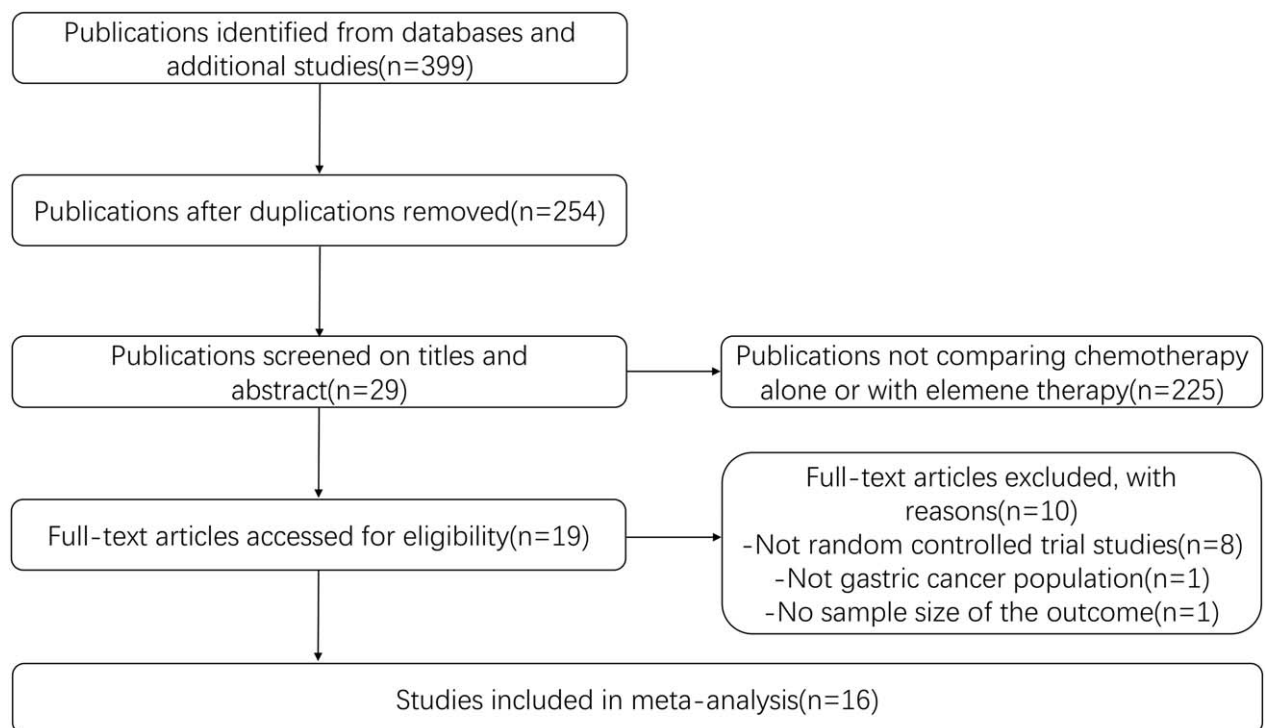 Publications identified from databases and
additional studies(n=399)
Publications after duplications removed(n=254)
Publications screened on titles and
abstract(n=29)
Publications not comparing chemotherapy
alone or with elemene therapy(n=225)
Full-text articles accessed for eligibility(n=19)
Full-text articles excluded, with
reasons(n=10)
-Not random controlled trial studies(n=8)
-Not gastric cancer population(n=1)
-No sample size of the outcome(n=1)
Studies included in meta-analysis(n=16)